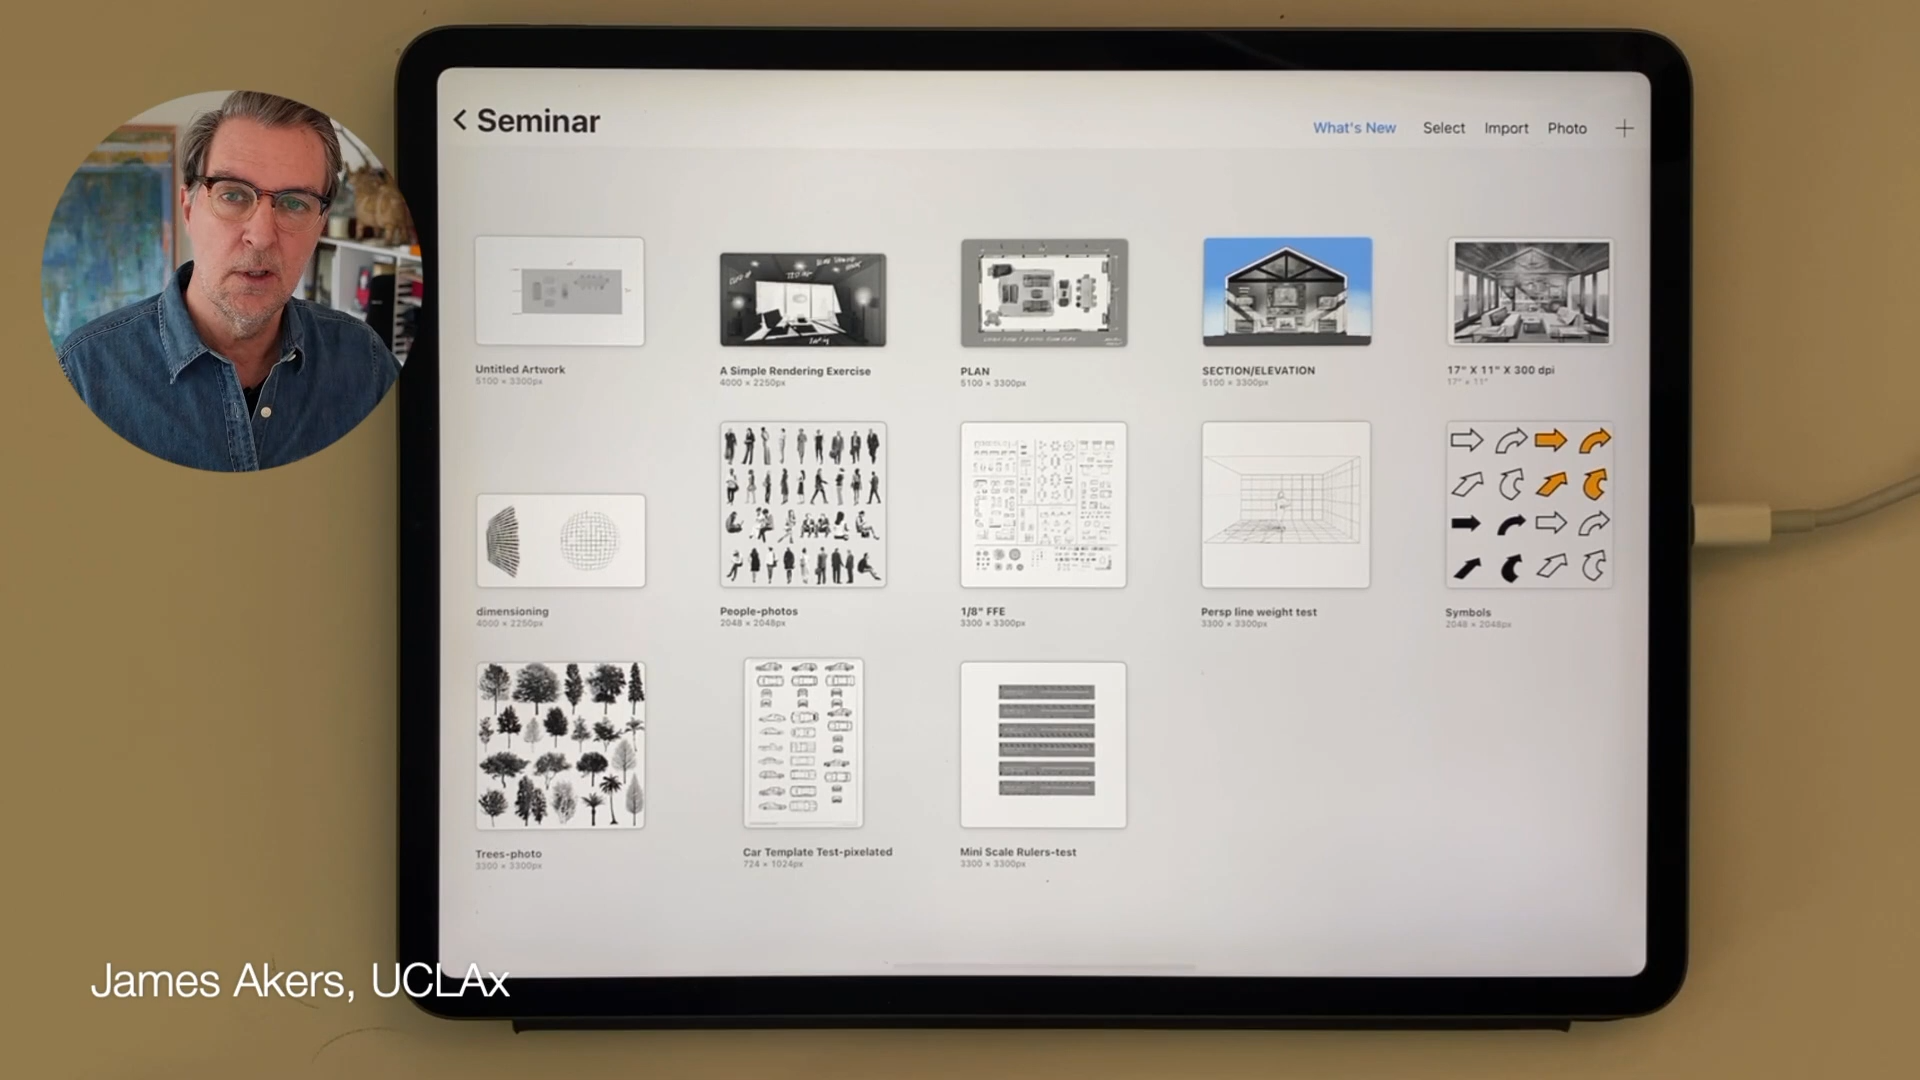 Seminar
What's New
Select
Import
Photo
Untitled Artwork
5100 × 3300px
A Simple Rendering Exercise
4000 × 2250px
PLAN
5100 × 3300px
SECTION/ELEVATION
5100 × 3300px
17" X 11" X 300 dpi
17" × 11"
dimensioning
4000 × 2250px
People-photos
2048 × 2048px
1/8" FFE
3300 × 3300px
Persp line weight test
3300 × 3300px
Symbols
2048 × 2048px
Trees-photo
3300 × 3300px
Car Template Test-pixelated
724 × 1024px
Mini Scale Rulers-test
3300 × 3300px
James Akers, UCLAx